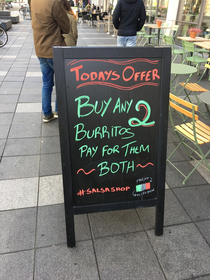 TODAYS OFFER
BUY ANY 2
BURRITOS
PAY FOR THEM
~ BOTH ~
#SALSASHOP